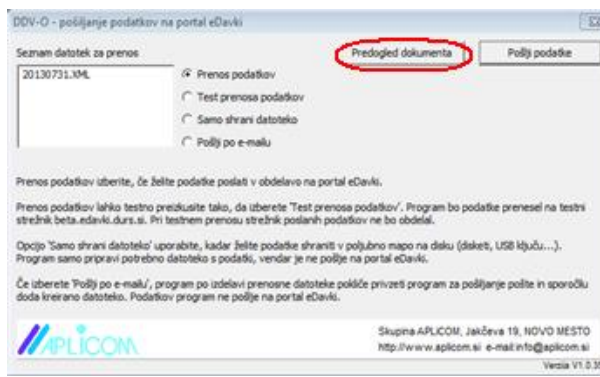 DDV-O - pošiljanje podatkov na portal eDavki
Seznam datotek za prenos
Predogled dokumenta
Pošlji podatke
20130731.XML
Prenos podatkov
Test prenosa podatkov
Samo shrani datoteko
Pošlji po e-mailu
Prenos podatkov izberite, če želite podatke poslati v obdelavo na portal eDavki.
Prenos podatkov lahko testno preizkusite tako, da izberete 'Test prenosa podatkov'. Program bo podatke prenesel na testni
strežnik beta.edavki.durs.si. Pri testnem prenosu strežnik poslanih podatkov ne bo obdelal.
Opcijo 'Samo shrani datoteko' uporabite, kadar želite podatke shraniti v poljubno mapo na disku (disketi, USB ključu...).
Program samo pripravi potrebno datoteko s podatki, vendar je ne pošlje na portal eDavki.
Če izberete 'Pošlji po e-mailu', program po izdelavi prenosne datoteke pokliče privzeti program za pošiljanje pošte in sporočilu
doda kreirano datoteko. Podatkov program ne pošlje na portal eDavki.
APLICOM
Skupina APLICOM, Jakčeva 19, NOVO MESTO
http://www.aplicom.si e-mail:info@aplicom.si
Verzija V1.0.35